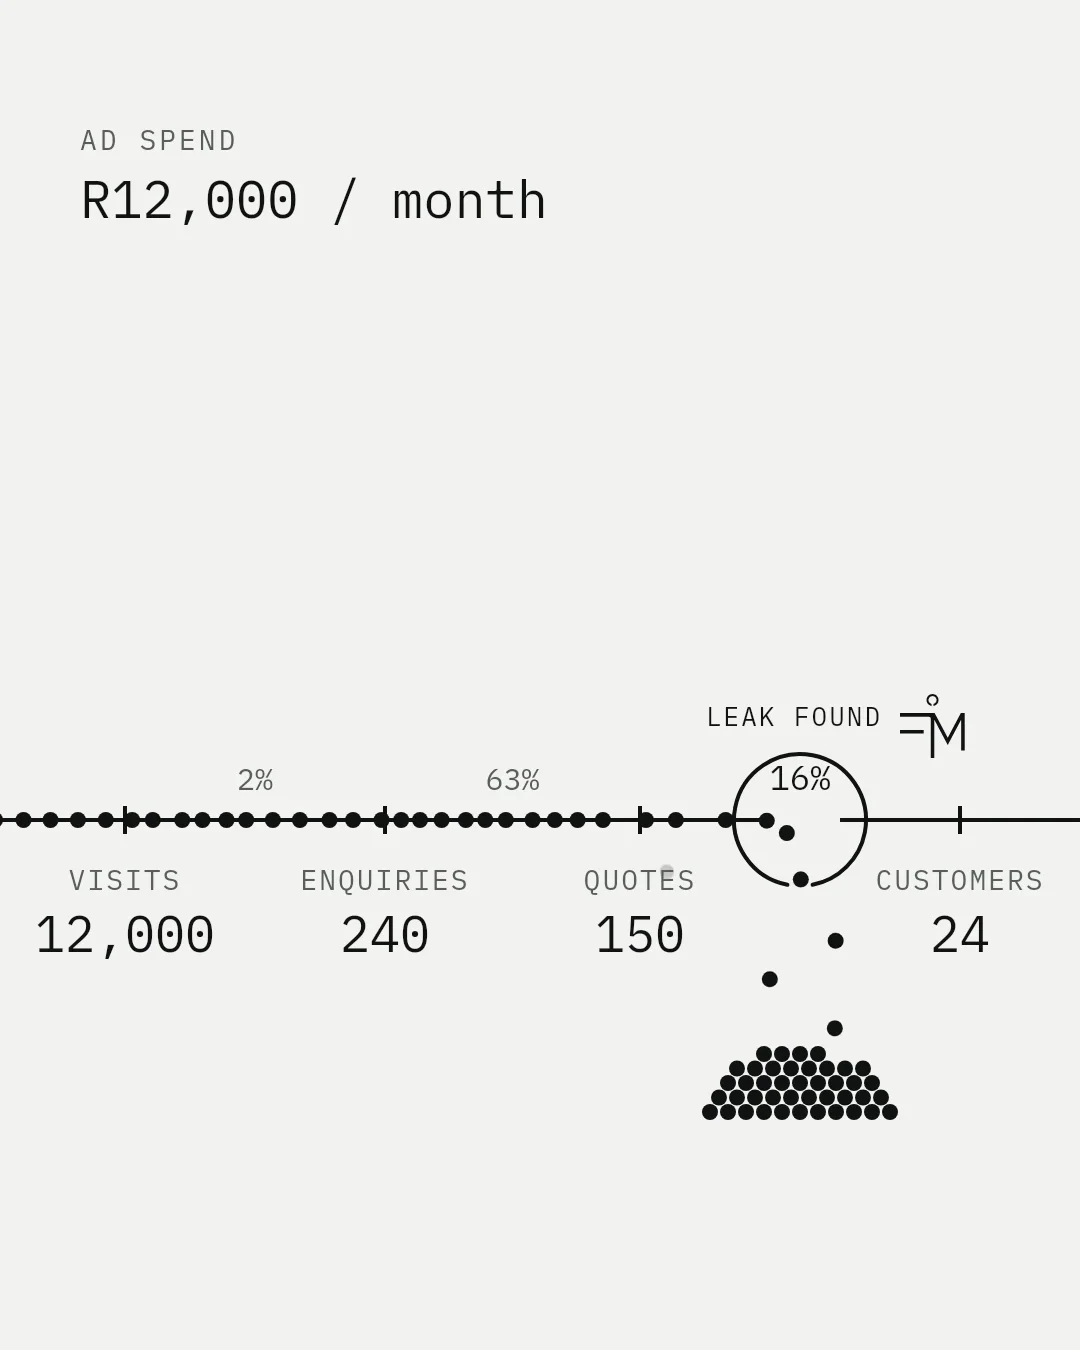 AD SPEND
R12,000 / month
LEAK FOUND
2%
63%
16%
VISITS
ENQUIRIES
QUOTES
CUSTOMERS
12,000
240
150
24